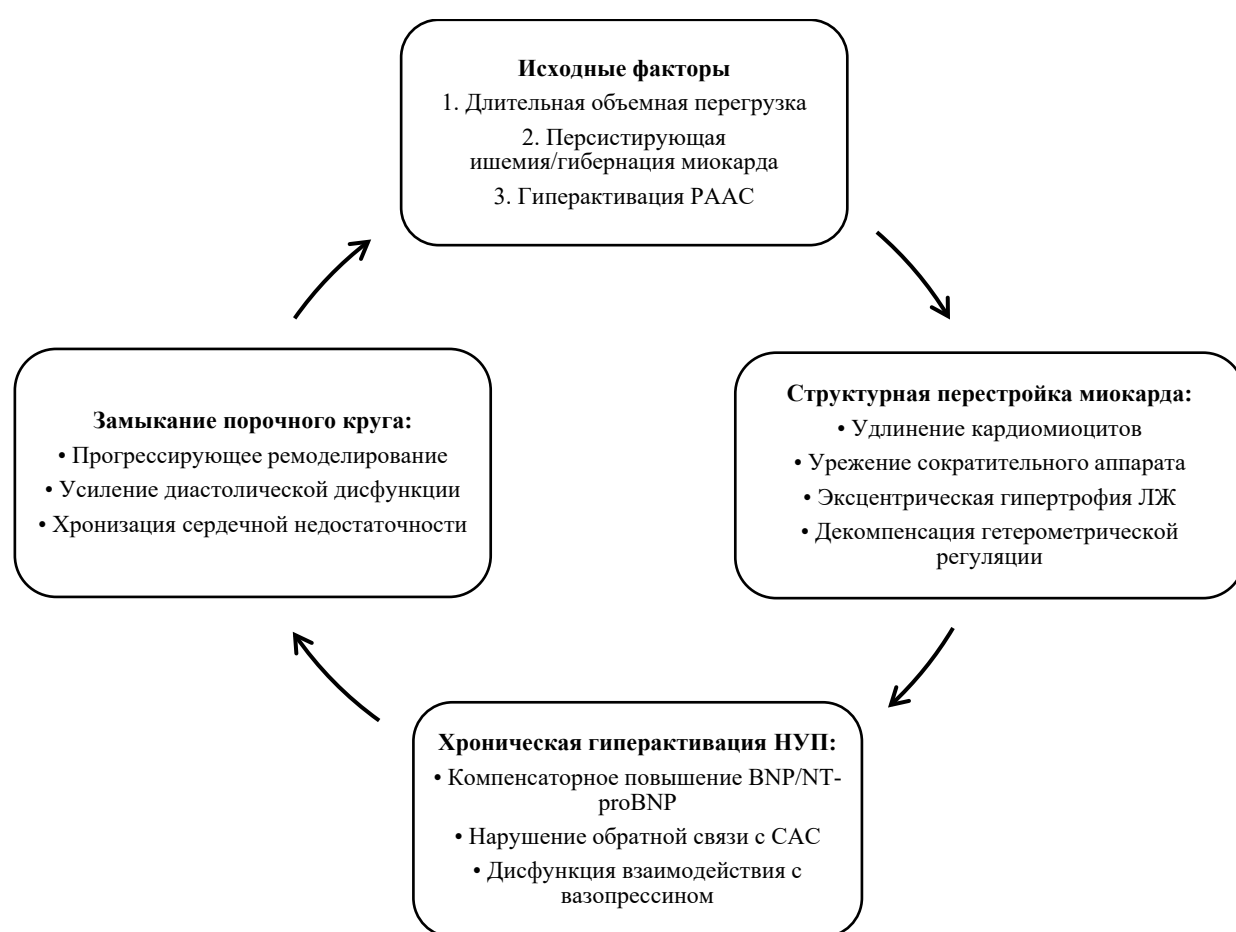 Исходные факторы
1. Длительная объемная перегрузка
2. Персистирующая
ишемия/гибернация миокарда
3. Гиперактивация РААС
Структурная перестройка миокарда:
• Удлинение кардиомиоцитов
• Урежение сократительного аппарата
• Эксцентрическая гипертрофия ЛЖ
• Декомпенсация гетерометрической
регуляции
Хроническая гиперактивация НУП:
• Компенсаторное повышение BNP/NT-
proBNP
• Нарушение обратной связи с САС
• Дисфункция взаимодействия с
вазопрессином
Замыкание порочного круга:
• Прогрессирующее ремоделирование
• Усиление диастолической дисфункции
• Хронизация сердечной недостаточности